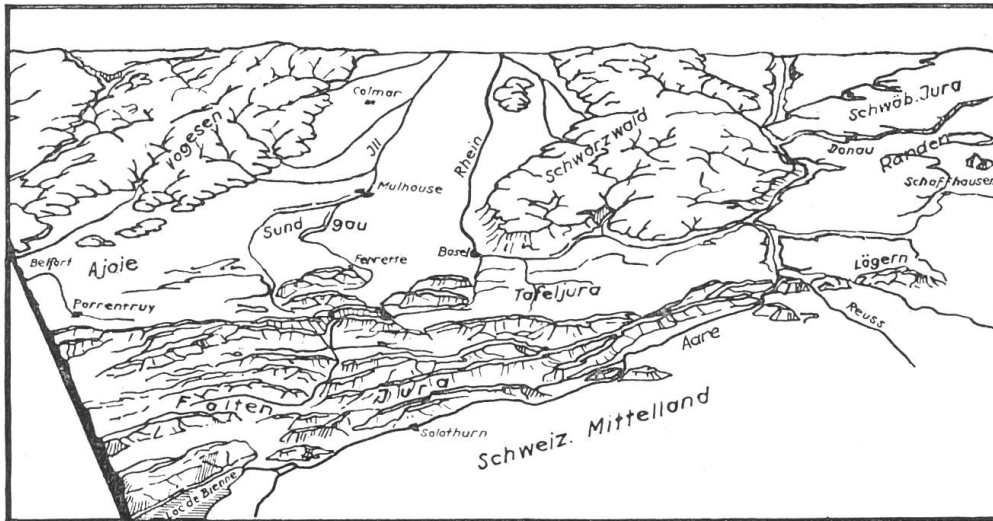 Colmar
Vogesen
Ill
Rhein
Schwarzwald
Schwäb. Jura
Donau
Randen
Schaffhausen
Mulhouse
Sund
gau
Basel
Belfort
Ajoie
Ferrette
Lägern
Porrentruy
Tafeljura
Reuss
Aare
Falten
Jura
Solothurn
Schweiz. Mittelland
Lac de Bienne